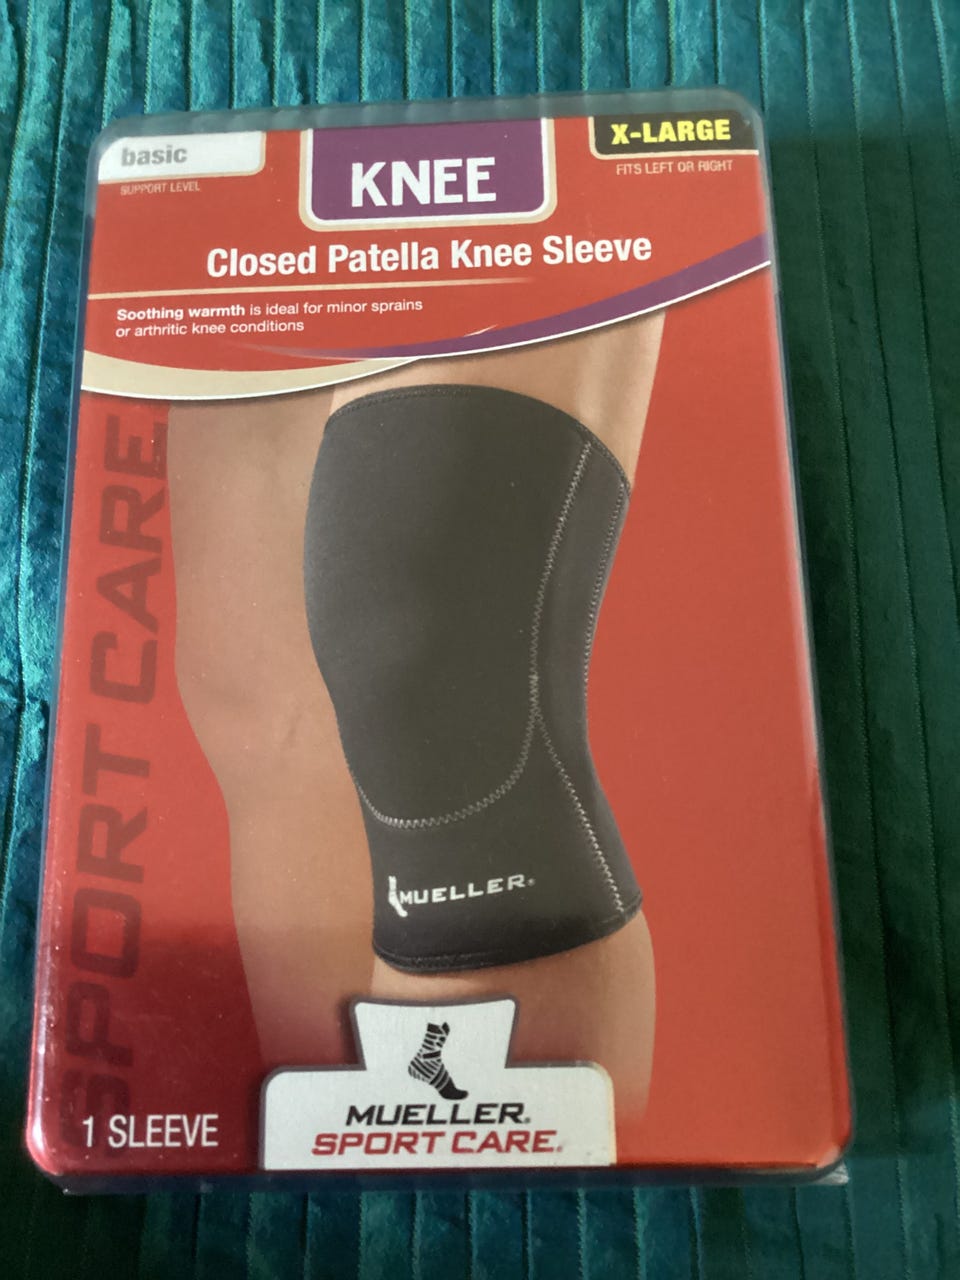 basic
SUPPORT LEVEL
KNEE
X-LARGE
FITS LEFT OR RIGHT
Closed Patella Knee Sleeve
Soothing warmth is ideal for minor sprains
or arthritic knee conditions
SPORT CARE
MUELLER®
1 SLEEVE
MUELLER®
SPORT CARE®